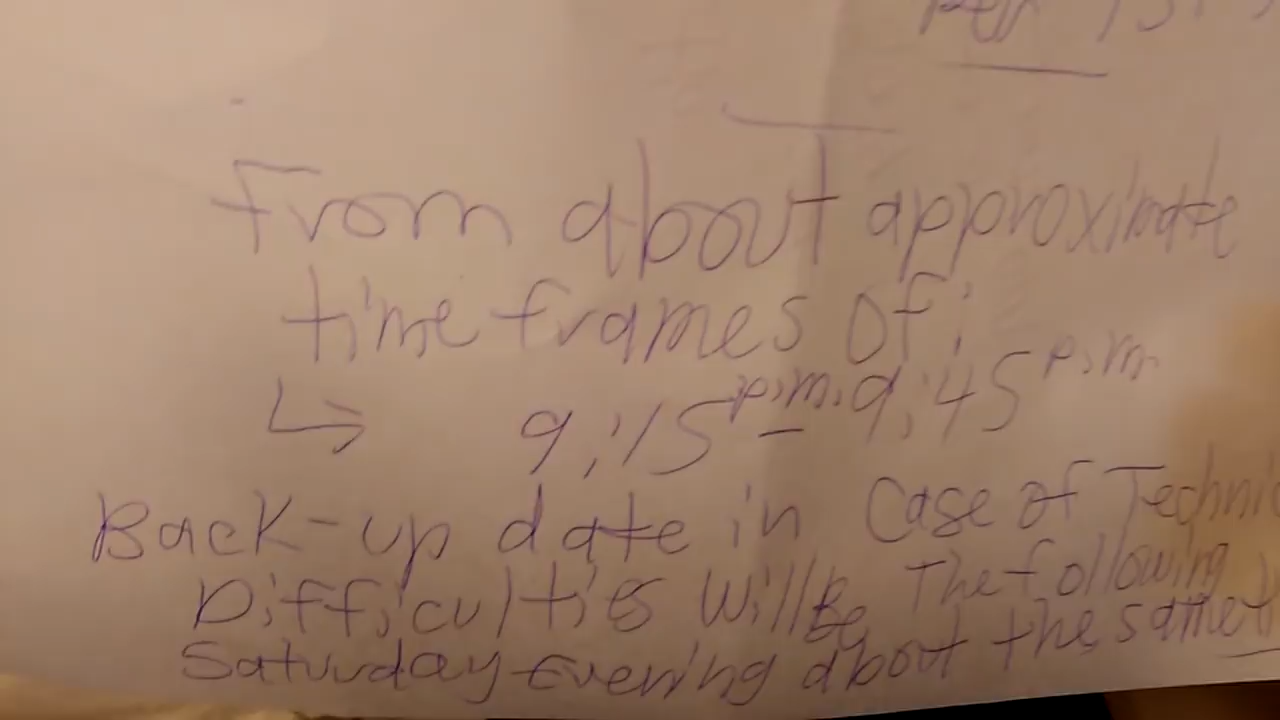 From about approximate
time frames of:
↳ 9:15 p.m. - 9:45 p.m.
Back-up date in Case of Techni
Difficulties Will Be The following
Saturday Evening about the same